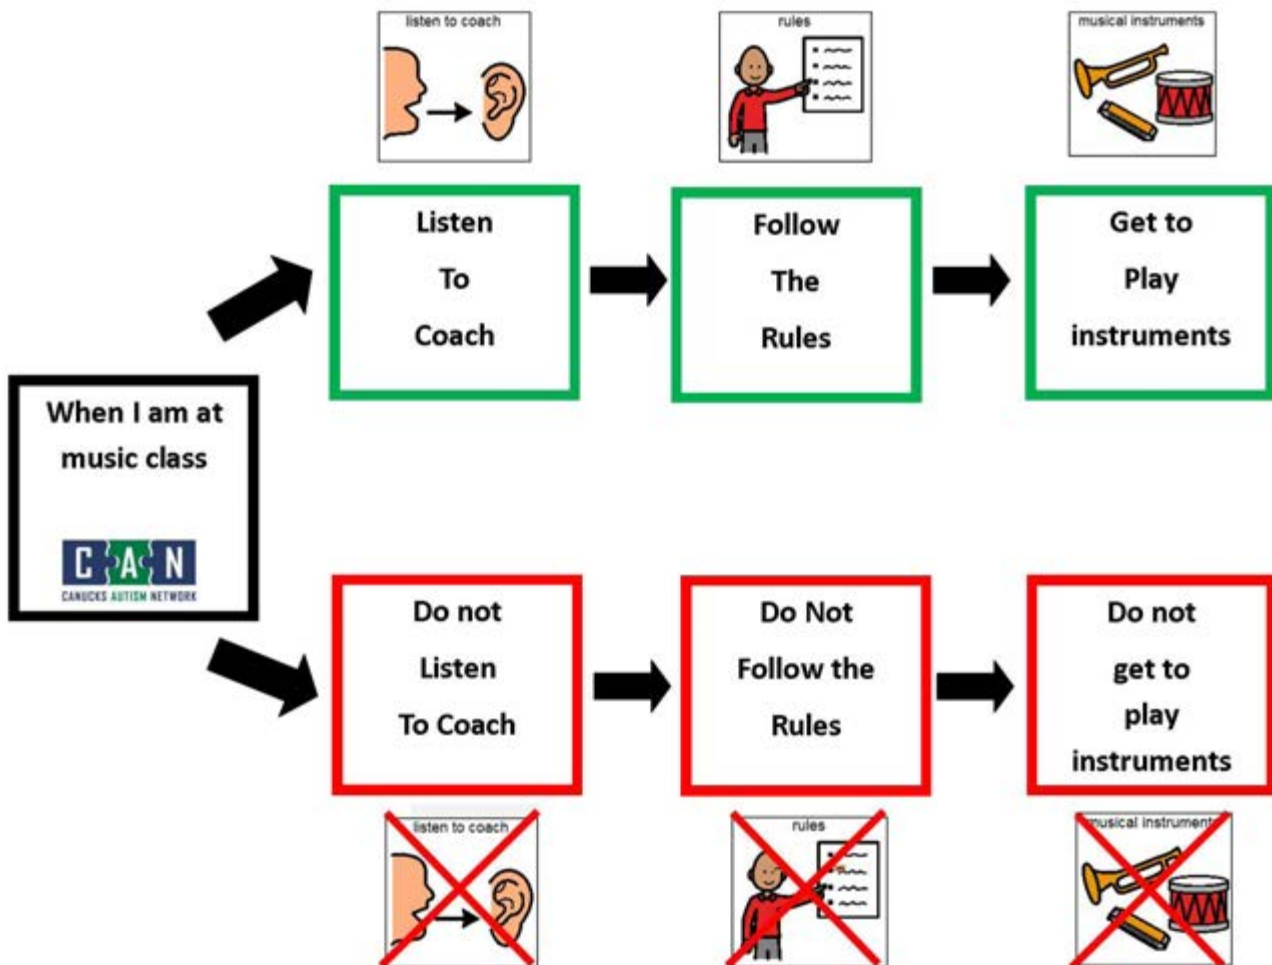 listen to coach
rules
musical instruments
Listen
To
Coach
Follow
The
Rules
Get to
Play
instruments
When I am at
music class
CAN
CANUCKS AUTISM NETWORK
Do not
Listen
To Coach
Do Not
Follow the
Rules
Do not
get to
play
instruments
listen to coach
rules
musical instruments